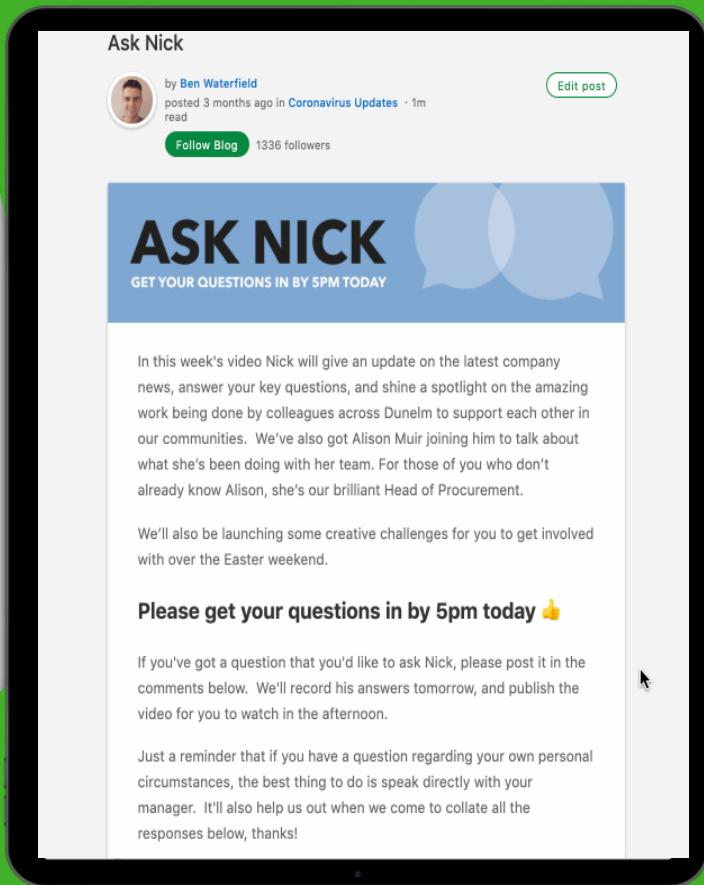 Ask Nick
by Ben Waterfield
posted 3 months ago in Coronavirus Updates · 1m
read
Edit post
Follow Blog 1336 followers
ASK NICK
GET YOUR QUESTIONS IN BY 5PM TODAY
In this week's video Nick will give an update on the latest company
news, answer your key questions, and shine a spotlight on the amazing
work being done by colleagues across Dunelm to support each other in
our communities.  We've also got Alison Muir joining him to talk about
what she's been doing with her team. For those of you who don't
already know Alison, she's our brilliant Head of Procurement.
We'll also be launching some creative challenges for you to get involved
with over the Easter weekend.
Please get your questions in by 5pm today 👍
If you've got a question that you'd like to ask Nick, please post it in the
comments below.  We'll record his answers tomorrow, and publish the
video for you to watch in the afternoon.
Just a reminder that if you have a question regarding your own personal
circumstances, the best thing to do is speak directly with your
manager.  It'll also help us out when we come to collate all the
responses below, thanks!